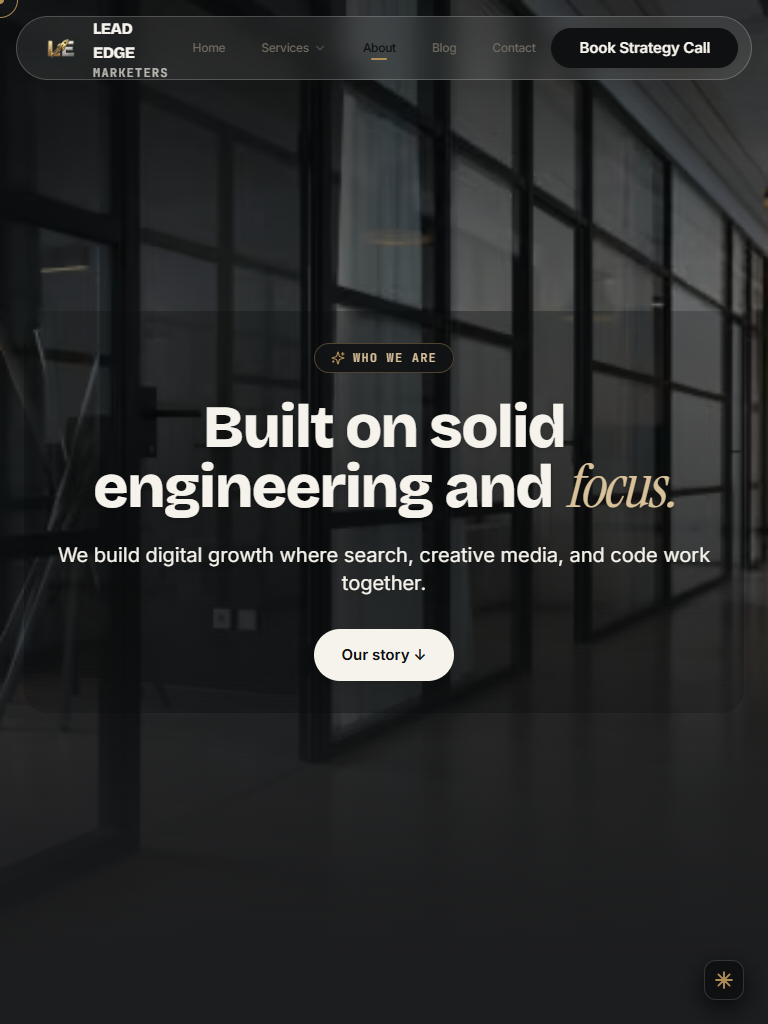 LE
LEAD
EDGE
MARKETERS
Home Services About Blog Contact Book Strategy Call
WHO WE ARE
Built on solid
engineering and focus.
We build digital growth where search, creative media, and code work
together.
Our story ↓